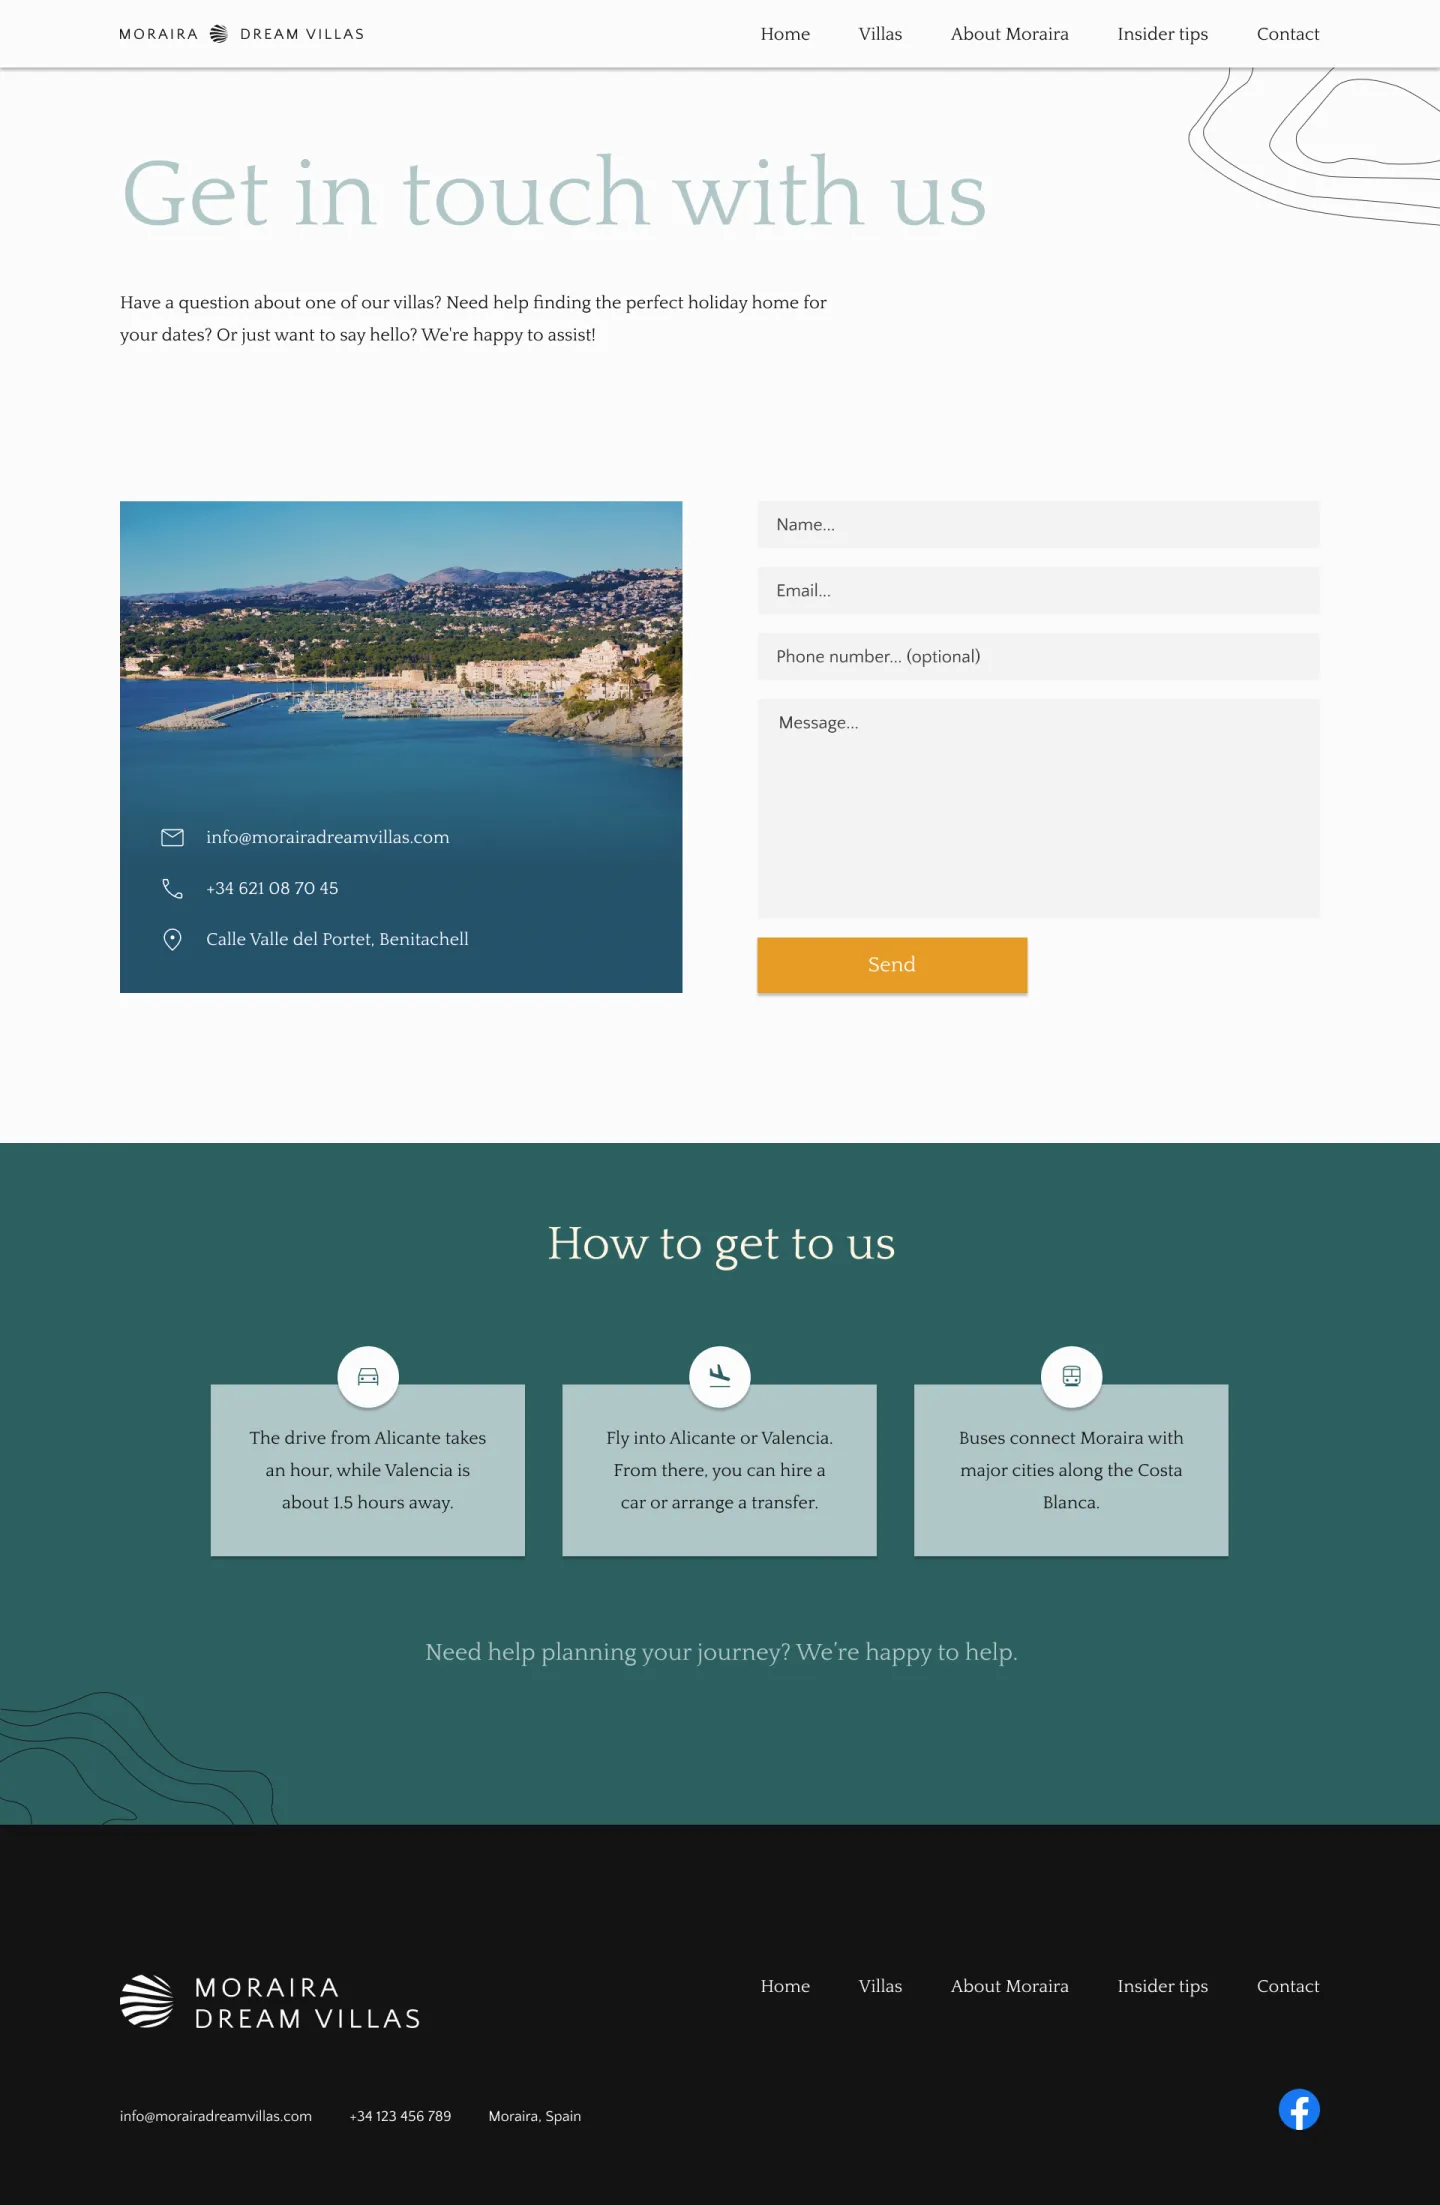 MORAIRA DREAM VILLAS
Home Villas About Moraira Insider tips Contact
Get in touch with us
Have a question about one of our villas? Need help finding the perfect holiday home for
your dates? Or just want to say hello? We're happy to assist!
info@morairadreamvillas.com
+34 621 08 70 45
Calle Valle del Portet, Benitachell
Name...
Email...
Phone number... (optional)
Message...
Send
How to get to us
The drive from Alicante takes
an hour, while Valencia is
about 1.5 hours away.
Fly into Alicante or Valencia.
From there, you can hire a
car or arrange a transfer.
Buses connect Moraira with
major cities along the Costa
Blanca.
Need help planning your journey? We’re happy to help.
MORAIRA
DREAM VILLAS
Home Villas About Moraira Insider tips Contact
info@morairadreamvillas.com +34 123 456 789 Moraira, Spain